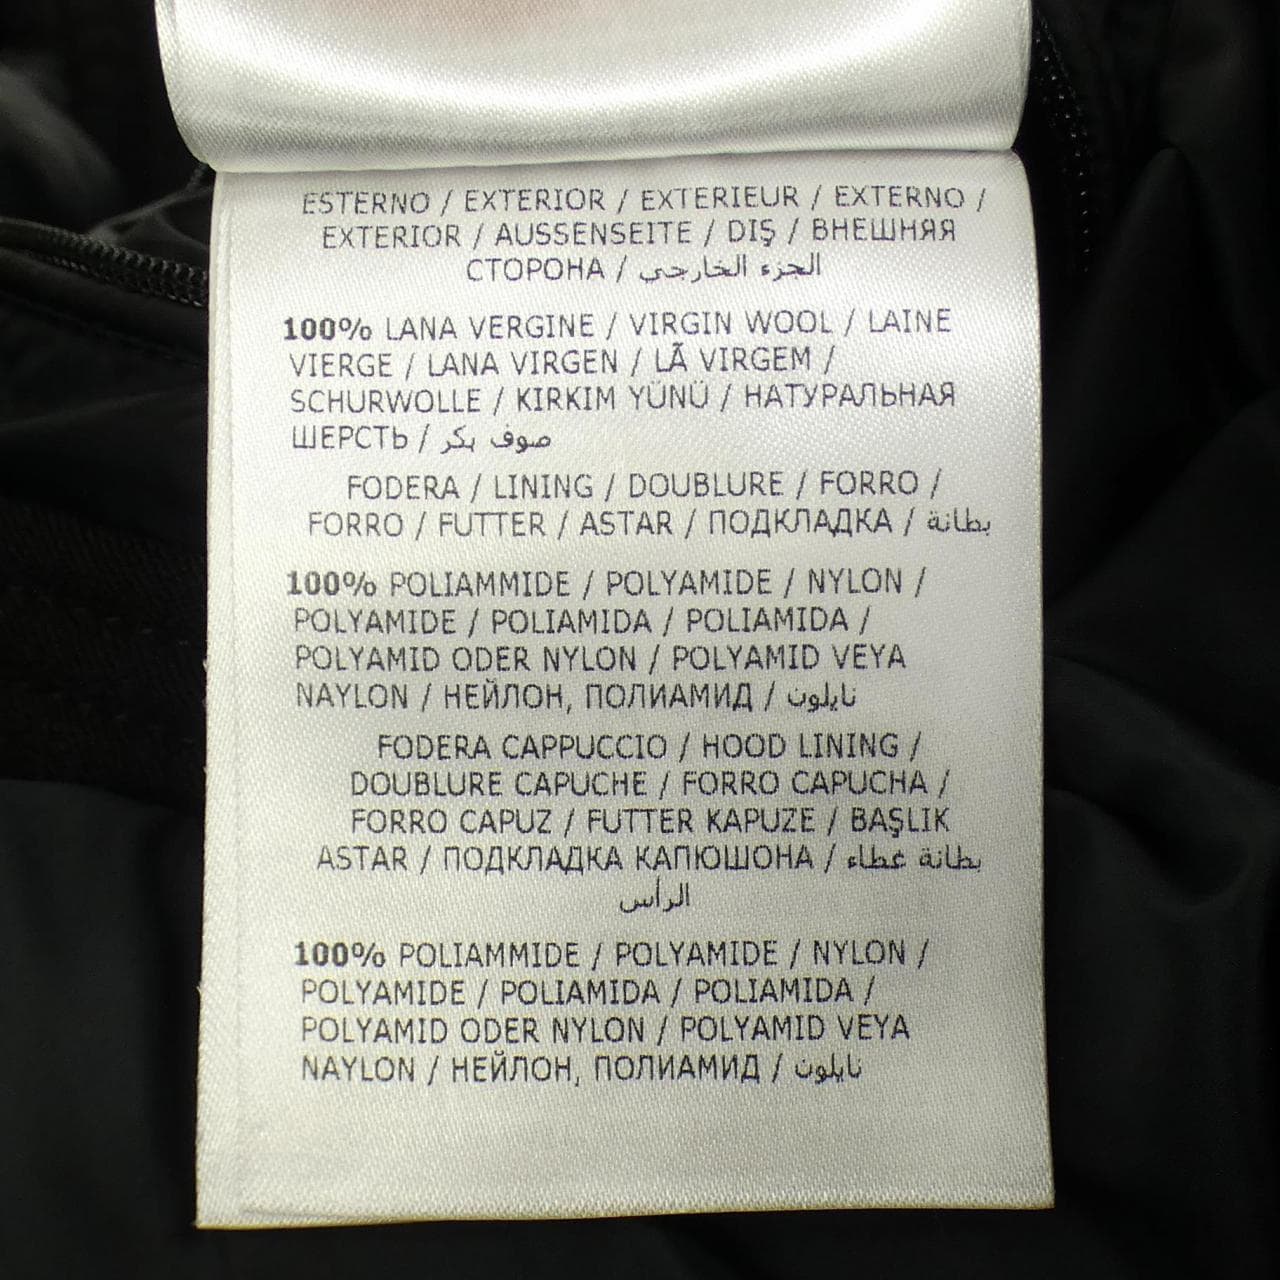 ESTERNO / EXTERIOR / EXTERIEUR / EXTERNO /
EXTERIOR / AUSSENSEITE / DIŞ / ВНЕШНЯЯ
СТОРОНА / الجزء الخارجي
100% LANA VERGINE / VIRGIN WOOL / LAINE
VIERGE / LANA VIRGEN / LÃ VIRGEM /
SCHURWOLLE / KIRKIM YÜNÜ / НАТУРАЛЬНАЯ
ШЕРСТЬ / صوف بكر
FODERA / LINING / DOUBLURE / FORRO /
FORRO / FUTTER / ASTAR / ПОДКЛАДКА / بطانة
100% POLIAMMIDE / POLYAMIDE / NYLON /
POLYAMIDE / POLIAMIDA / POLIAMIDA /
POLYAMID ODER NYLON / POLYAMID VEYA
NAYLON / НЕЙЛОН, ПОЛИАМИД / نايلون
FODERA CAPPUCCIO / HOOD LINING /
DOUBLURE CAPUCHE / FORRO CAPUCHA /
FORRO CAPUZ / FUTTER KAPUZE / BAŞLIK
ASTAR / ПОДКЛАДКА КАПЮШОНА / بطانة غطاء
الرأس
100% POLIAMMIDE / POLYAMIDE / NYLON /
POLYAMIDE / POLIAMIDA / POLIAMIDA /
POLYAMID ODER NYLON / POLYAMID VEYA
NAYLON / НЕЙЛОН, ПОЛИАМИД / نايلون